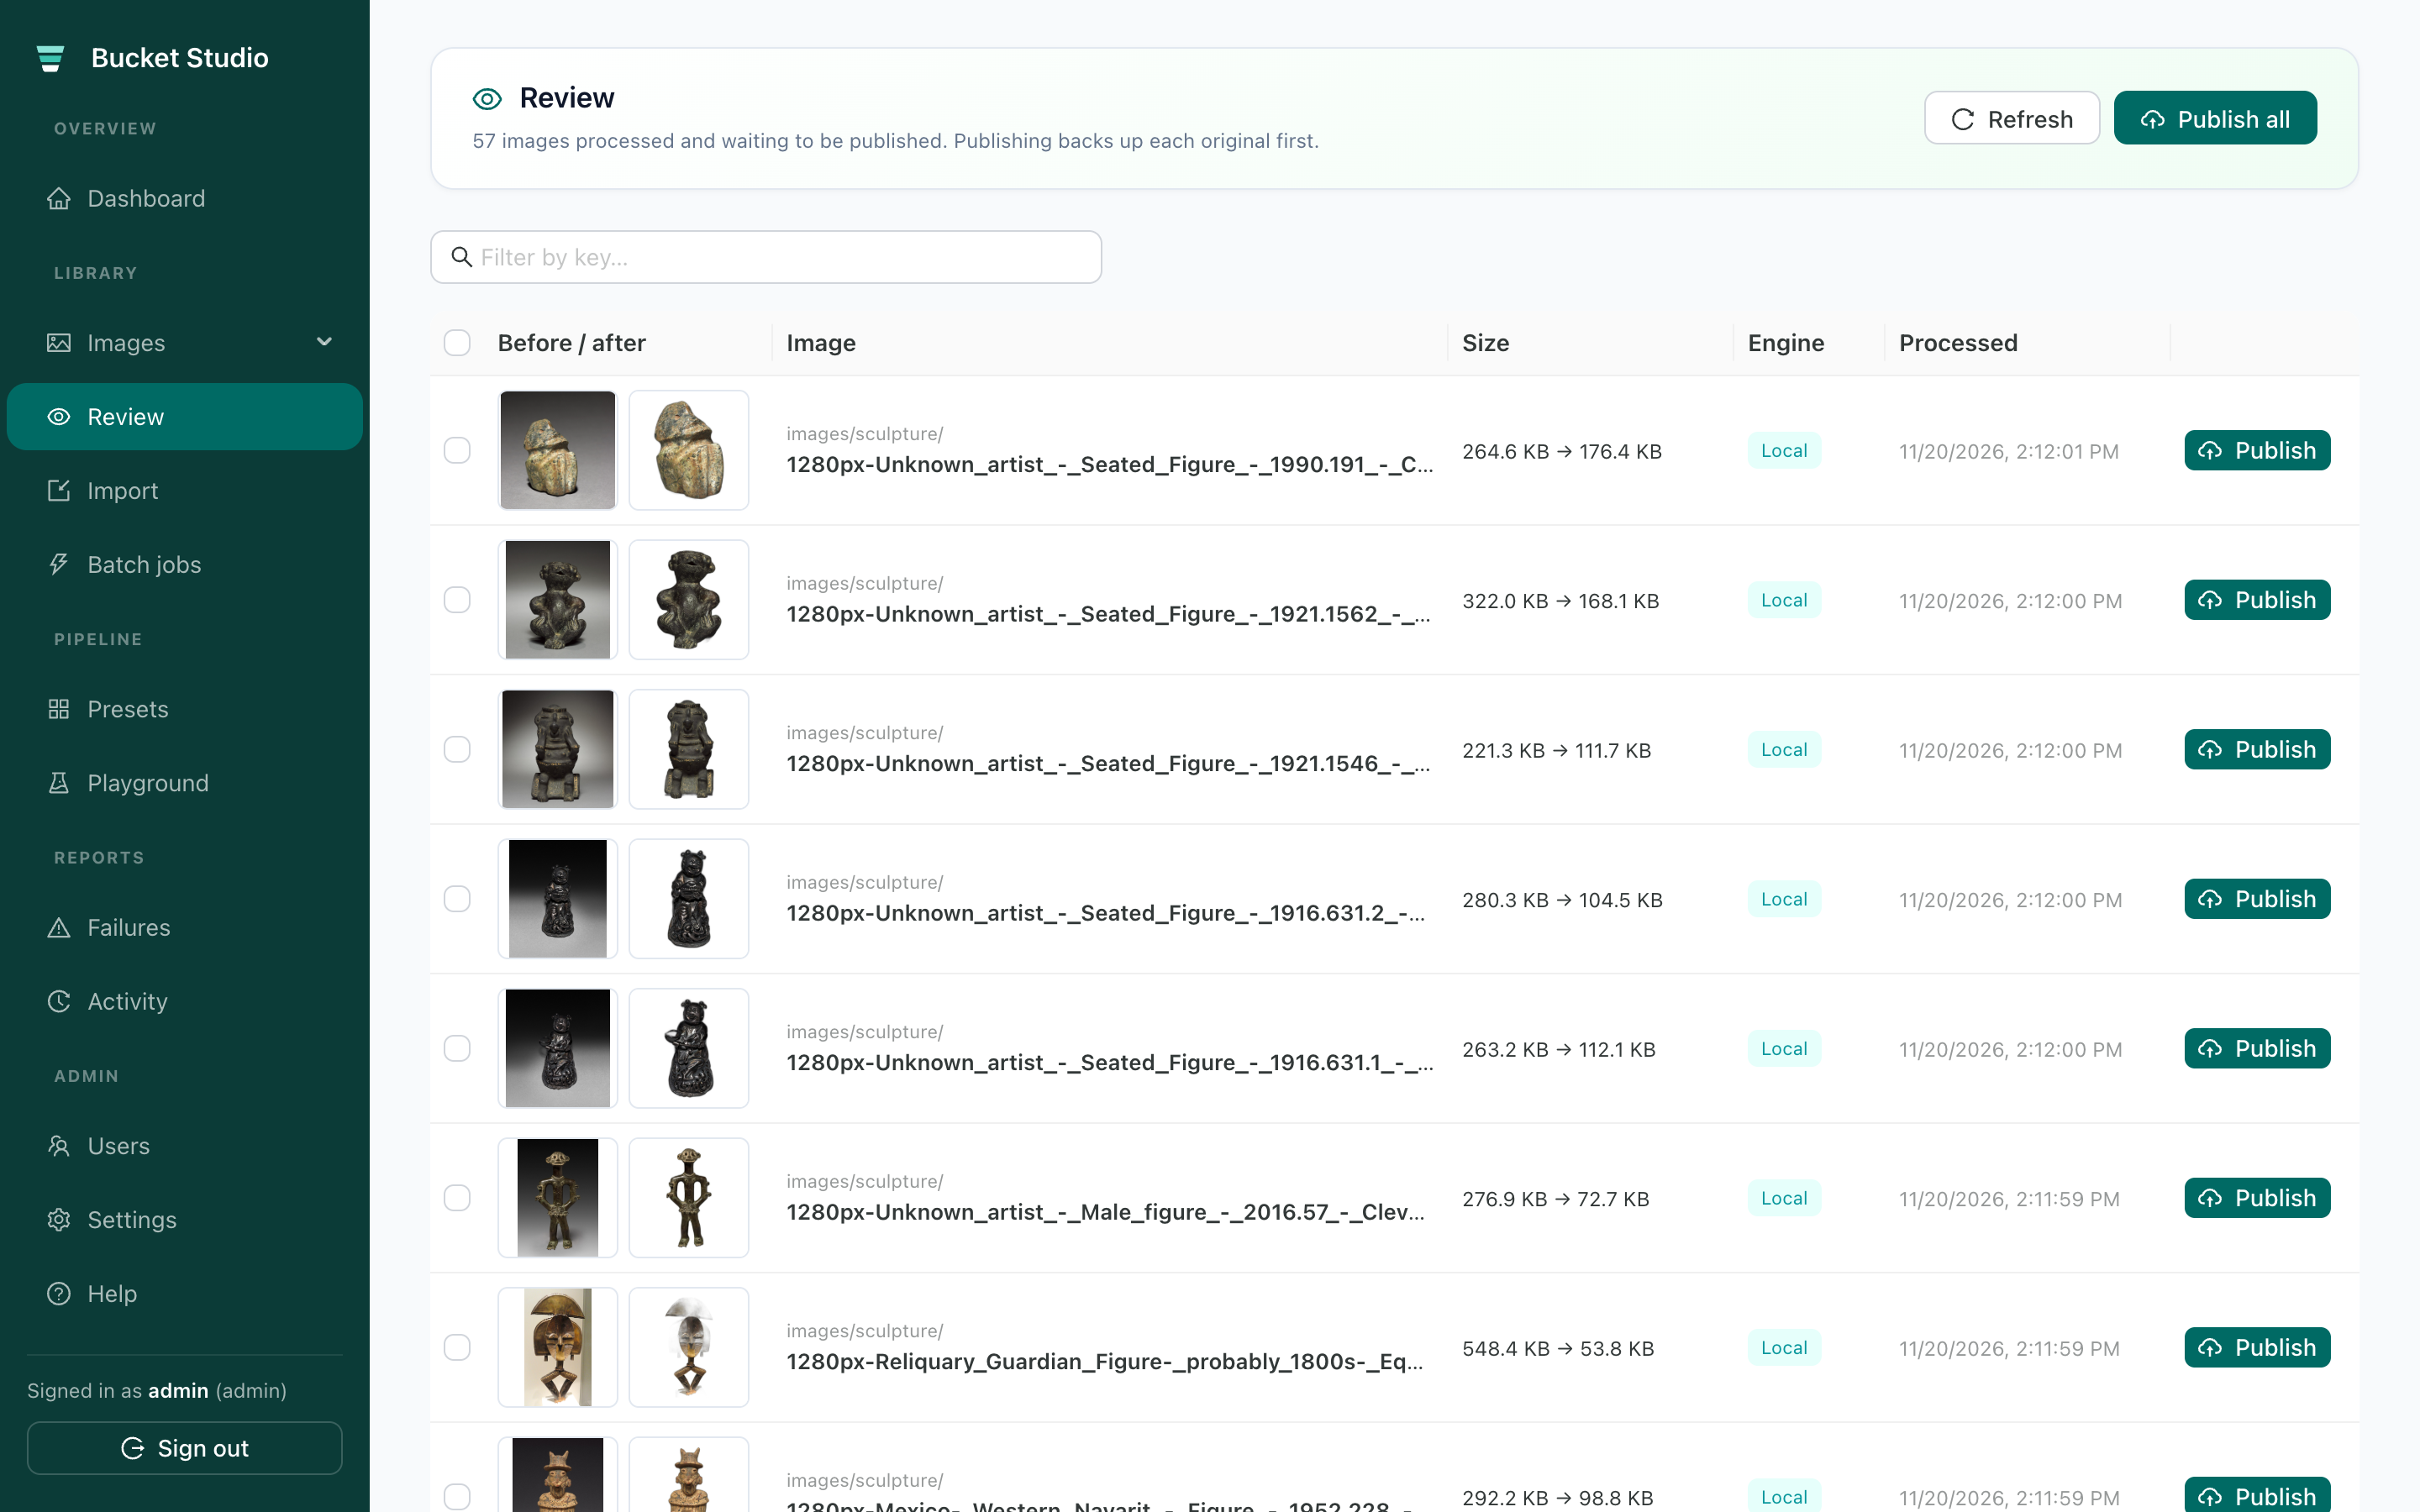 Bucket Studio
OVERVIEW
Dashboard
LIBRARY
Images
Review
Import
Batch jobs
PIPELINE
Presets
Playground
REPORTS
Failures
Activity
ADMIN
Users
Settings
Help
Signed in as admin (admin)
Sign out
Review
57 images processed and waiting to be published. Publishing backs up each original first.
Refresh
Publish all
Filter by key...
Before / after Image Size Engine Processed
images/sculpture/
1280px-Unknown_artist_-_Seated_Figure_-_1990.191_-_C...
264.6 KB → 176.4 KB Local 11/20/2026, 2:12:01 PM Publish
images/sculpture/
1280px-Unknown_artist_-_Seated_Figure_-_1921.1562_-_...
322.0 KB → 168.1 KB Local 11/20/2026, 2:12:00 PM Publish
images/sculpture/
1280px-Unknown_artist_-_Seated_Figure_-_1921.1546_-_...
221.3 KB → 111.7 KB Local 11/20/2026, 2:12:00 PM Publish
images/sculpture/
1280px-Unknown_artist_-_Seated_Figure_-_1916.631.2_-...
280.3 KB → 104.5 KB Local 11/20/2026, 2:12:00 PM Publish
images/sculpture/
1280px-Unknown_artist_-_Seated_Figure_-_1916.631.1_-_...
263.2 KB → 112.1 KB Local 11/20/2026, 2:12:00 PM Publish
images/sculpture/
1280px-Unknown_artist_-_Male_figure_-_2016.57_-_Clev...
276.9 KB → 72.7 KB Local 11/20/2026, 2:11:59 PM Publish
images/sculpture/
1280px-Reliquary_Guardian_Figure-_probably_1800s-_Eq...
548.4 KB → 53.8 KB Local 11/20/2026, 2:11:59 PM Publish
images/sculpture/
1280px-Mexico-_Western_Nayarit_-_Figure_-_1952.228_-
292.2 KB → 98.8 KB Local 11/20/2026, 2:11:59 PM Publish